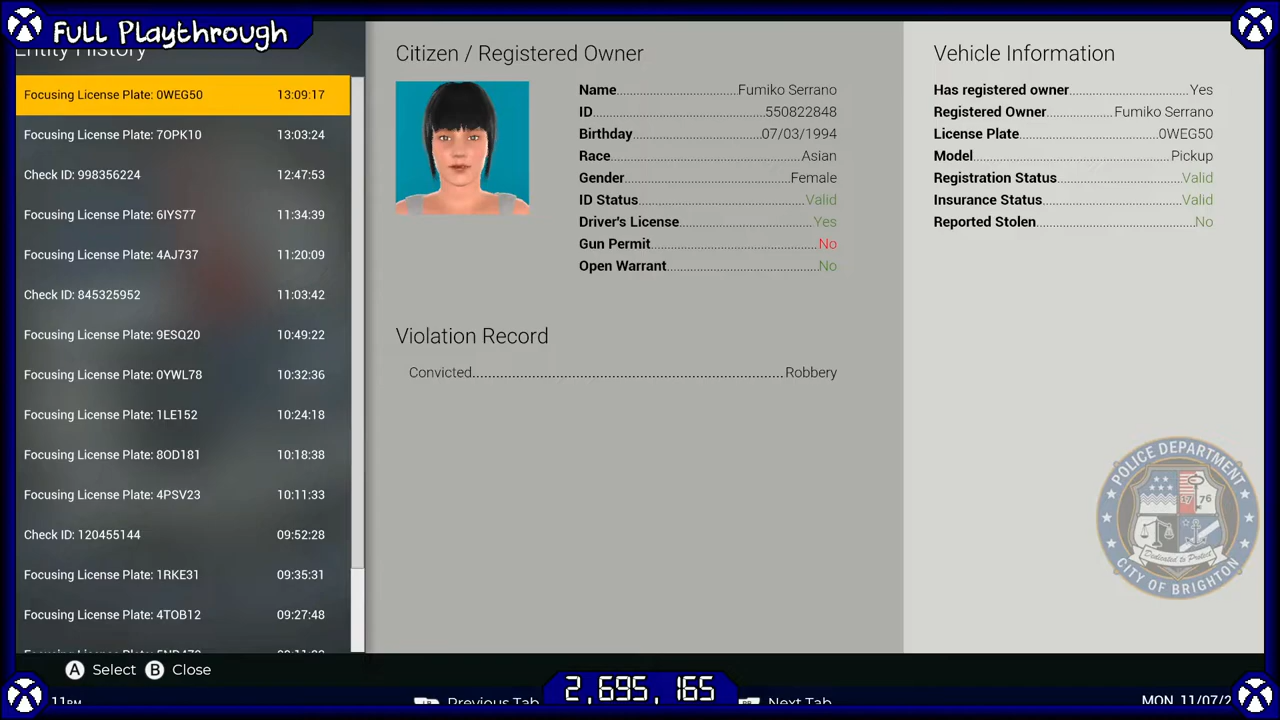 Full Playthrough
Entity History
Focusing License Plate: 0WEG50 13:09:17
Focusing License Plate: 7OPK10 13:03:24
Check ID: 998356224 12:47:53
Focusing License Plate: 6IYS77 11:34:39
Focusing License Plate: 4AJ737 11:20:09
Check ID: 845325952 11:03:42
Focusing License Plate: 9ESQ20 10:49:22
Focusing License Plate: 0YWL78 10:32:36
Focusing License Plate: 1LE152 10:24:18
Focusing License Plate: 8OD181 10:18:38
Focusing License Plate: 4PSV23 10:11:33
Check ID: 120455144 09:52:28
Focusing License Plate: 1RKE31 09:35:31
Focusing License Plate: 4TOB12 09:27:48
Citizen / Registered Owner
Name Fumiko Serrano
ID 550822848
Birthday 07/03/1994
Race Asian
Gender Female
ID Status Valid
Driver's License Yes
Gun Permit No
Open Warrant No
Violation Record
Convicted Robbery
Vehicle Information
Has registered owner Yes
Registered Owner Fumiko Serrano
License Plate 0WEG50
Model Pickup
Registration Status Valid
Insurance Status Valid
Reported Stolen No
POLICE DEPARTMENT
17 76
Dedicated to Protect
CITY OF BRIGHTON
A Select B Close
11PM Previous Tab 2,695,165 Next Tab MON 11/07/2